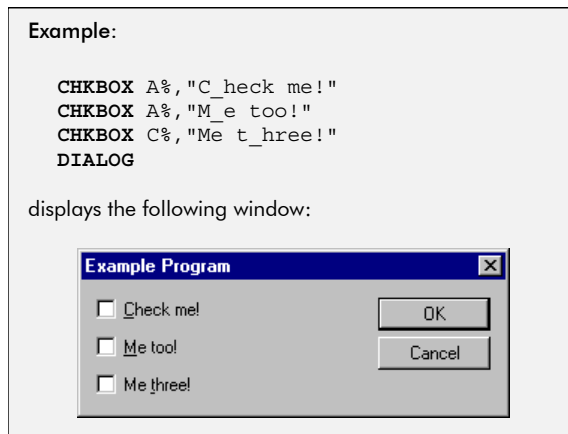 Example:
CHKBOX A%,"C_heck me!"
CHKBOX A%,"M_e too!"
CHKBOX C%,"Me t_hree!"
DIALOG
displays the following window:
Example Program
Check me!
OK
Me too!
Cancel
Me three!